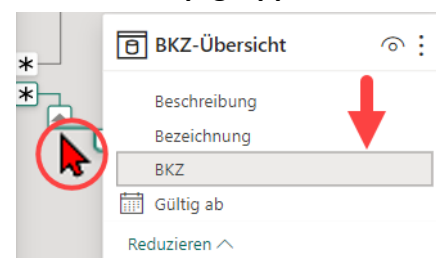 BKZ-Übersicht
Beschreibung
Bezeichnung
BKZ
Gültig ab
Reduzieren